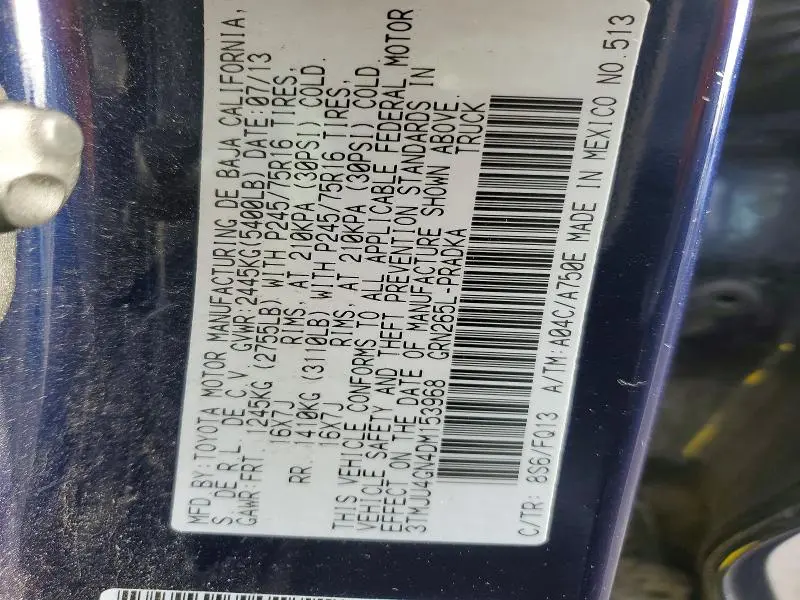 MFD.BY:TOYOTA MOTOR MANUFACTURING DE BAJA CALIFORNIA,
S. DE R.L. DE C.V. GVWR:2445KG(5400LB) DATE:07/13
GAWR:FRT. 1245KG (2755LB) WITH P245/75R16 TIRES,
16X7J RIMS, AT 210KPA (30PSI) COLD.
RR. 1410KG (3110LB) WITH P245/75R16 TIRES,
16X7J RIMS, AT 210KPA (30PSI) COLD.
THIS VEHICLE CONFORMS TO ALL APPLICABLE FEDERAL MOTOR
VEHICLE SAFETY AND THEFT PREVENTION STANDARDS IN
EFFECT ON THE DATE OF MANUFACTURE SHOWN ABOVE.
3TMJU4GN4DM153968 GRN265L-PRADKA TRUCK
C/TR: 8S6/FQ13 A/TM:A04C/A750E MADE IN MEXICO NO.513